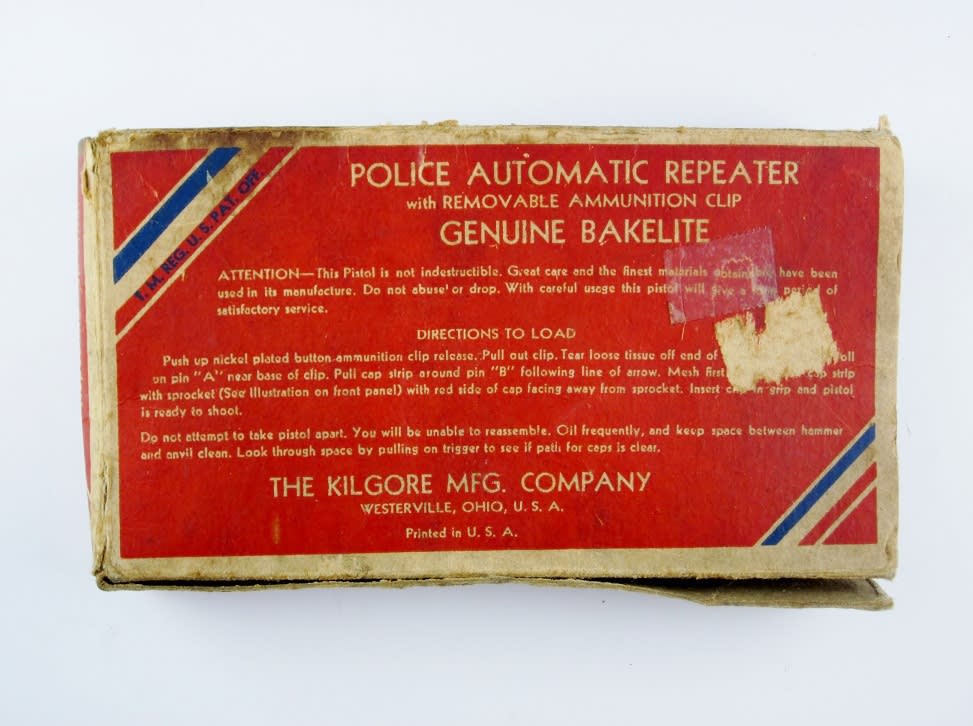 T. M. REG. U. S. PAT. OFF.
POLICE AUTOMATIC REPEATER
with REMOVABLE AMMUNITION CLIP
GENUINE BAKELITE
ATTENTION—This Pistol is not indestructible. Great care and the finest materials obtainable have been
used in its manufacture. Do not abuse or drop. With careful usage this pistol will give a long period of
satisfactory service.
DIRECTIONS TO LOAD
Push up nickel plated button ammunition clip release. Pull out clip. Tear loose tissue off end of
on pin "A" near base of clip. Pull cap strip around pin "B" following line of arrow. Mesh first cap strip
with sprocket (See Illustration on front panel) with red side of cap facing away from sprocket. Insert clip in grip and pistol
is ready to shoot.
Do not attempt to take pistol apart. You will be unable to reassemble. Oil frequently, and keep space between hammer
and anvil clean. Look through space by pulling on trigger to see if path for caps is clear.
THE KILGORE MFG. COMPANY
WESTERVILLE, OHIO, U. S. A.
Printed in U. S. A.